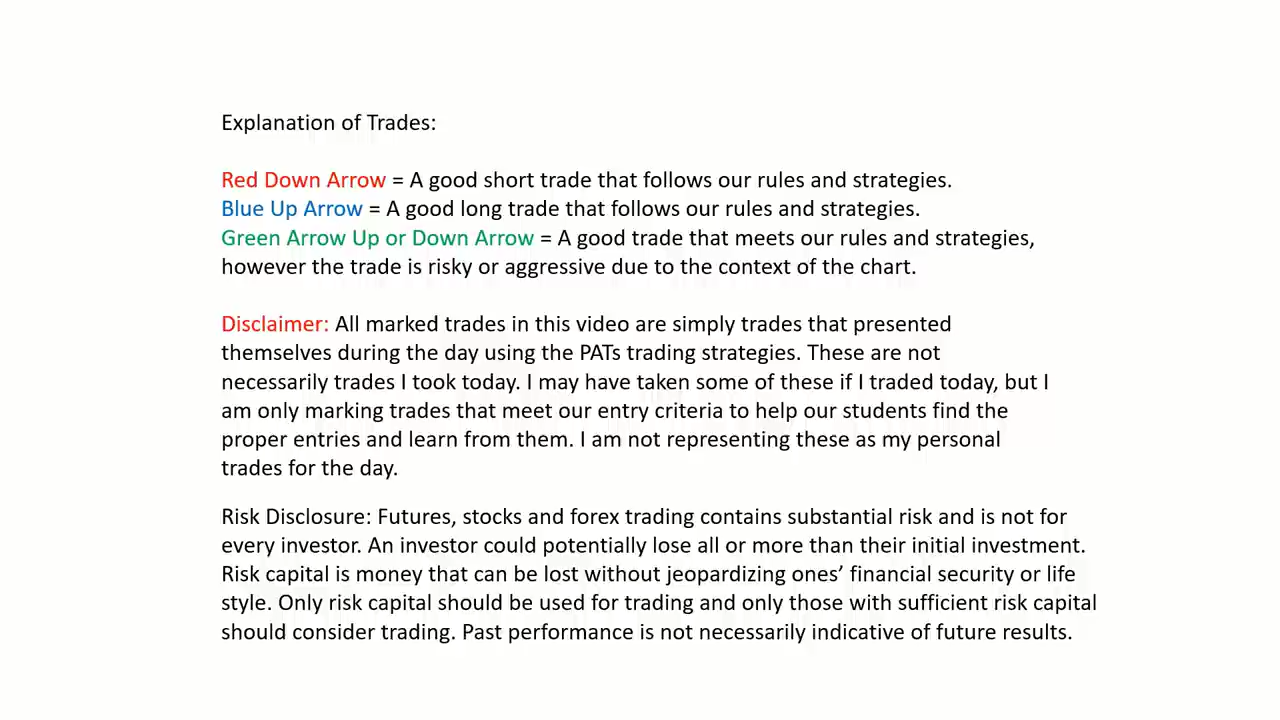 Explanation of Trades:
Red Down Arrow = A good short trade that follows our rules and strategies.
Blue Up Arrow = A good long trade that follows our rules and strategies.
Green Arrow Up or Down Arrow = A good trade that meets our rules and strategies,
however the trade is risky or aggressive due to the context of the chart.
Disclaimer: All marked trades in this video are simply trades that presented
themselves during the day using the PATs trading strategies. These are not
necessarily trades I took today. I may have taken some of these if I traded today, but I
am only marking trades that meet our entry criteria to help our students find the
proper entries and learn from them. I am not representing these as my personal
trades for the day.
Risk Disclosure: Futures, stocks and forex trading contains substantial risk and is not for
every investor. An investor could potentially lose all or more than their initial investment.
Risk capital is money that can be lost without jeopardizing ones’ financial security or life
style. Only risk capital should be used for trading and only those with sufficient risk capital
should consider trading. Past performance is not necessarily indicative of future results.